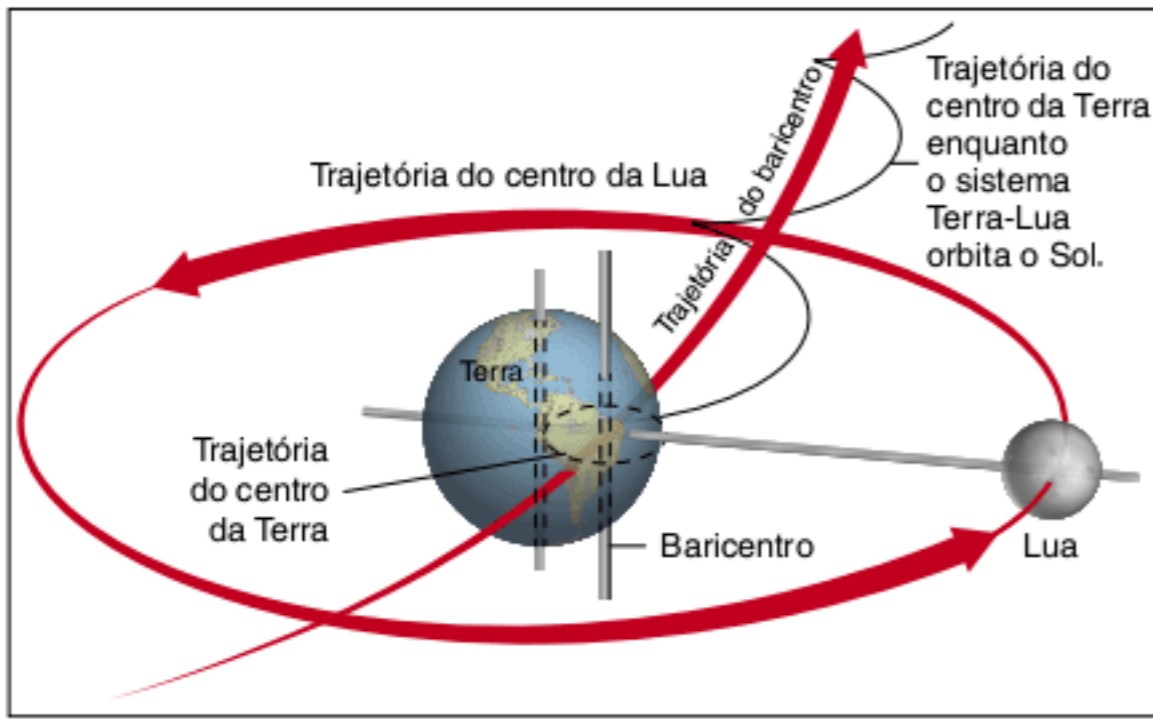 Trajetória do
centro da Terra
enquanto
o sistema
Terra-Lua
orbita o Sol.
Trajetória do centro da Lua
Trajetória do baricentro
Terra
Trajetória
do centro
da Terra
Baricentro
Lua